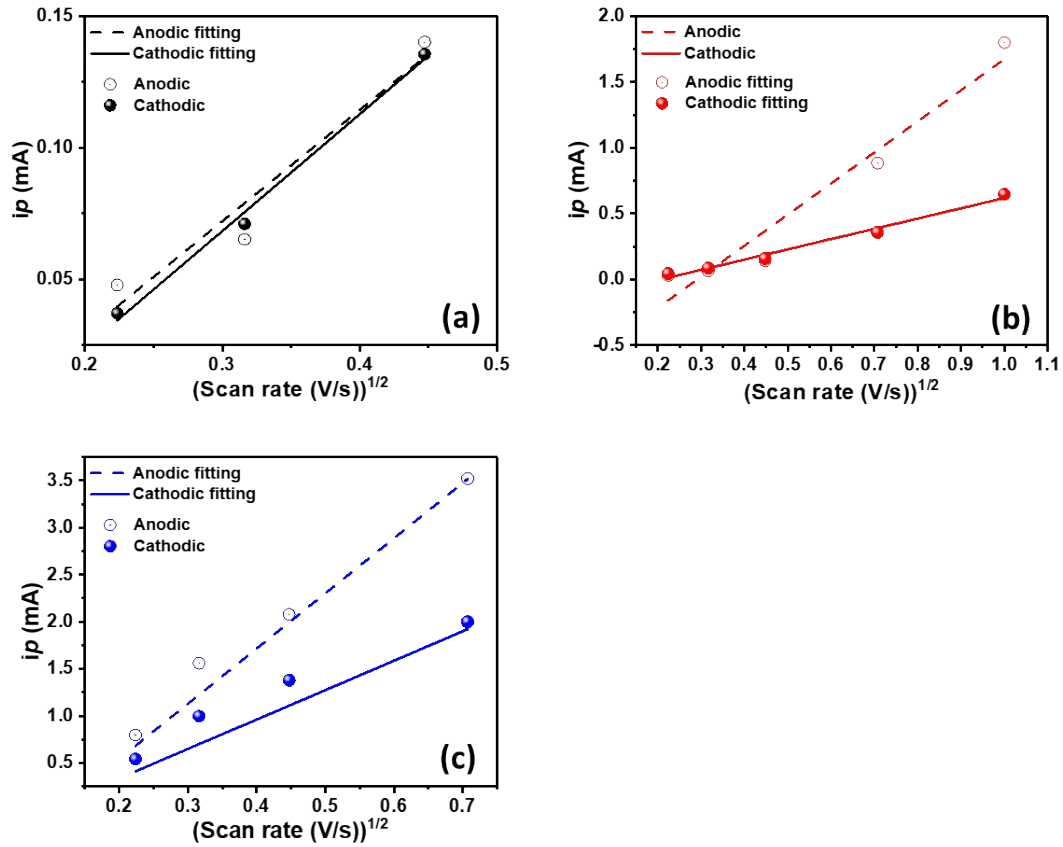 0.15
0.10
0.05
ip (mA)
Anodic fitting
Cathodic fitting
Anodic
Cathodic
(a)
0.2 0.3 0.4 0.5
(Scan rate (V/s))1/2
2.0
1.5
1.0
0.5
0.0
-0.5
ip (mA)
Anodic
Cathodic
Anodic fitting
Cathodic fitting
(b)
0.2 0.3 0.4 0.5 0.6 0.7 0.8 0.9 1.0 1.1
(Scan rate (V/s))1/2
3.5
3.0
2.5
2.0
1.5
1.0
0.5
ip (mA)
Anodic fitting
Cathodic fitting
Anodic
Cathodic
(c)
0.2 0.3 0.4 0.5 0.6 0.7
(Scan rate (V/s))1/2